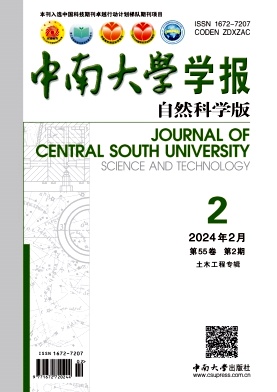 本刊入选中国科技期刊卓越行动计划梯队期刊项目
ISSN 1672-7207
CODEN ZDXZAC
中南大学学报
自然科学版
JOURNAL OF
CENTRAL SOUTH UNIVERSITY
SCIENCE AND TECHNOLOGY
2
2024年2月
第55卷 第2期
土木工程专辑
ISSN 1672-7207
中南大学出版社
www.csupress.com.cn